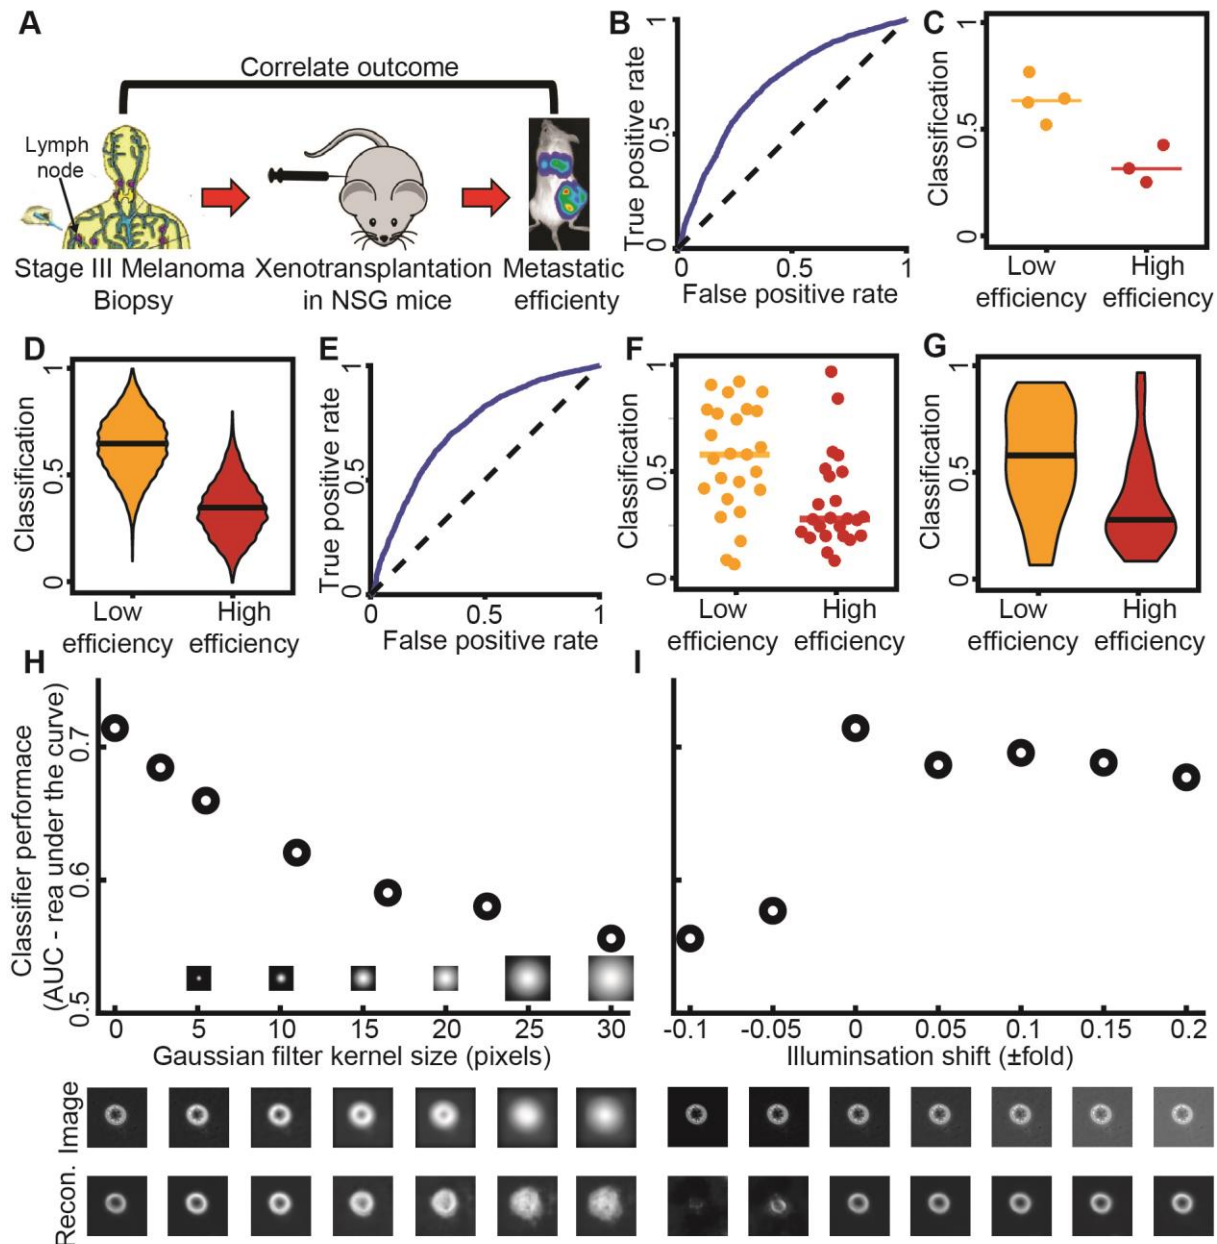 A
Correlate outcome
Lymph
node
Stage III Melanoma
Biopsy
Xenotransplantation
in NSG mice
Metastatic
efficienty
B
True positive rate
1
0.5
0
0
0.5
1
False positive rate
C
Classification
1
0.5
0
Low
efficiency
High
efficiency
D
Classification
1
0.5
0
Low
efficiency
High
efficiency
E
True positive rate
1
0.5
0
0
0.5
1
False positive rate
F
Classification
1
0.5
0
Low
efficiency
High
efficiency
G
Classification
1
0.5
0
Low
efficiency
High
efficiency
H
Classifier performace
(AUC - rea under the curve)
0.7
0.6
0.5
0 5 10 15 20 25 30
Gaussian filter kernel size (pixels)
I
-0.1 -0.05 0 0.05 0.1 0.15 0.2
Illuminsation shift (±fold)
Image
Recon.